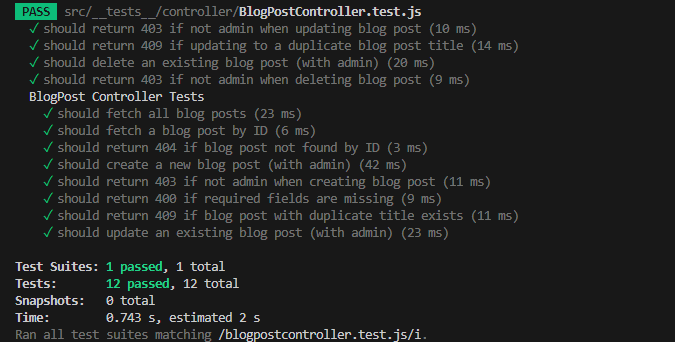 PASS src/__tests__/controller/BlogPostController.test.js
✓ should return 403 if not admin when updating blog post (10 ms)
✓ should return 409 if updating to a duplicate blog post title (14 ms)
✓ should delete an existing blog post (with admin) (20 ms)
✓ should return 403 if not admin when deleting blog post (9 ms)
BlogPost Controller Tests
✓ should fetch all blog posts (23 ms)
✓ should fetch a blog post by ID (6 ms)
✓ should return 404 if blog post not found by ID (3 ms)
✓ should create a new blog post (with admin) (42 ms)
✓ should return 403 if not admin when creating blog post (11 ms)
✓ should return 400 if required fields are missing (9 ms)
✓ should return 409 if blog post with duplicate title exists (11 ms)
✓ should update an existing blog post (with admin) (23 ms)
Test Suites: 1 passed, 1 total
Tests: 12 passed, 12 total
Snapshots: 0 total
Time: 0.743 s, estimated 2 s
Ran all test suites matching /blogpostcontroller.test.js/i.